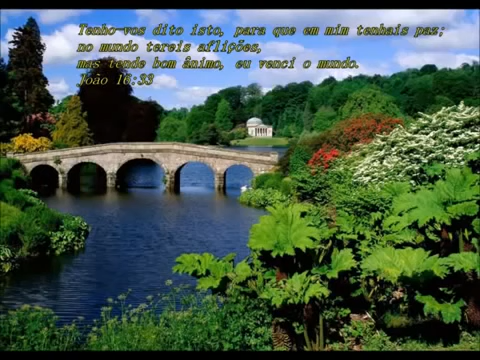 Tenho-vos dito isto, para que em mim tenhais paz;
no mundo tereis aflições,
mas tende bom ânimo, eu venci o mundo.
João 16:33